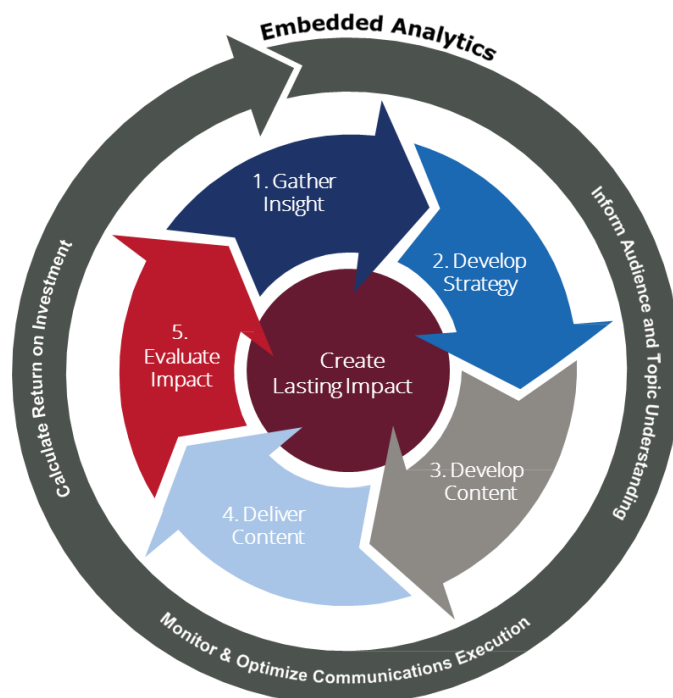 Embedded Analytics
1. Gather
Insight
2. Develop
Strategy
3. Develop
Content
4. Deliver
Content
5.
Evaluate
Impact
Create
Lasting Impact
Inform Audience and Topic Understanding
Monitor & Optimize Communications Execution
Calculate Return on Investment